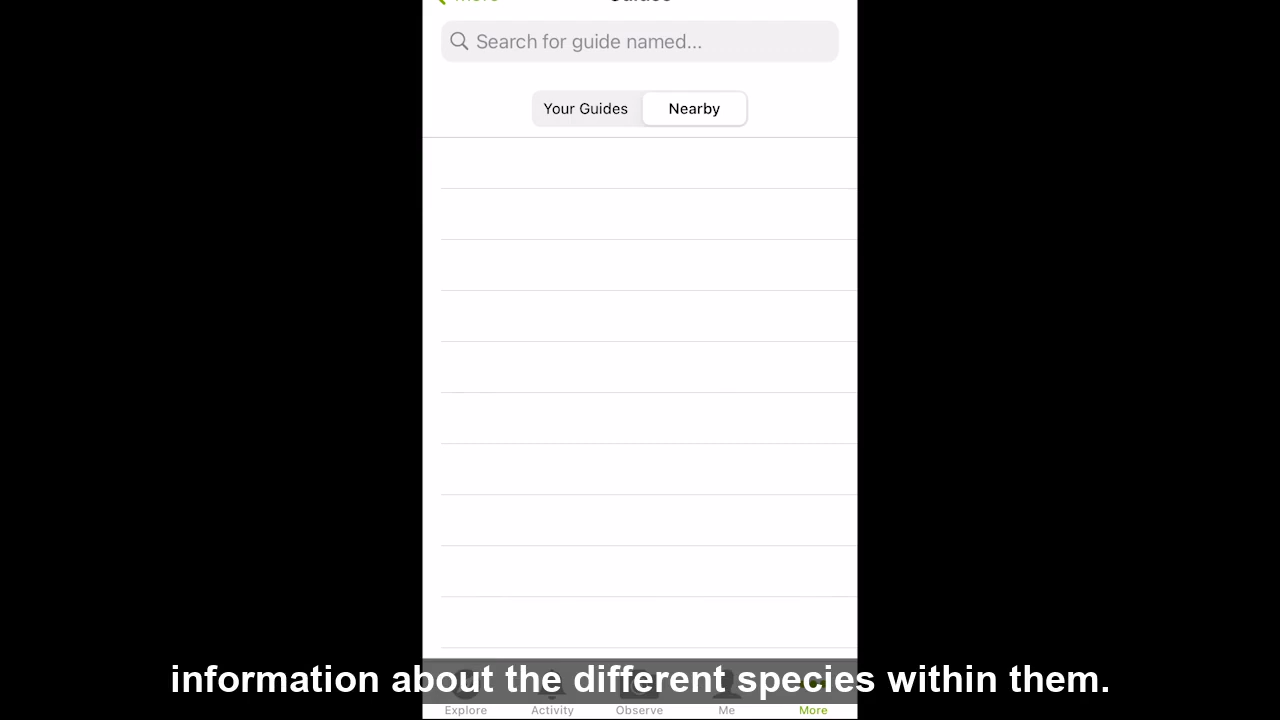 Search for guide named...
Your Guides
Nearby
information about the different species within them.
Explore
Activity
Observe
Me
More